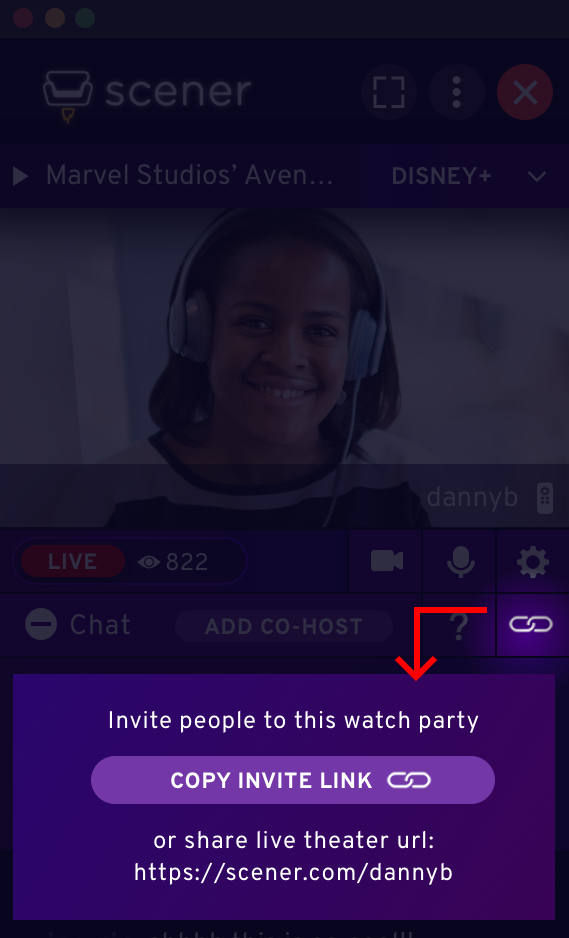 scener
Marvel Studios’ Aven... DISNEY+
dannyb
LIVE 822
Chat ADD CO-HOST ?
Invite people to this watch party
COPY INVITE LINK
or share live theater url:
https://scener.com/dannyb